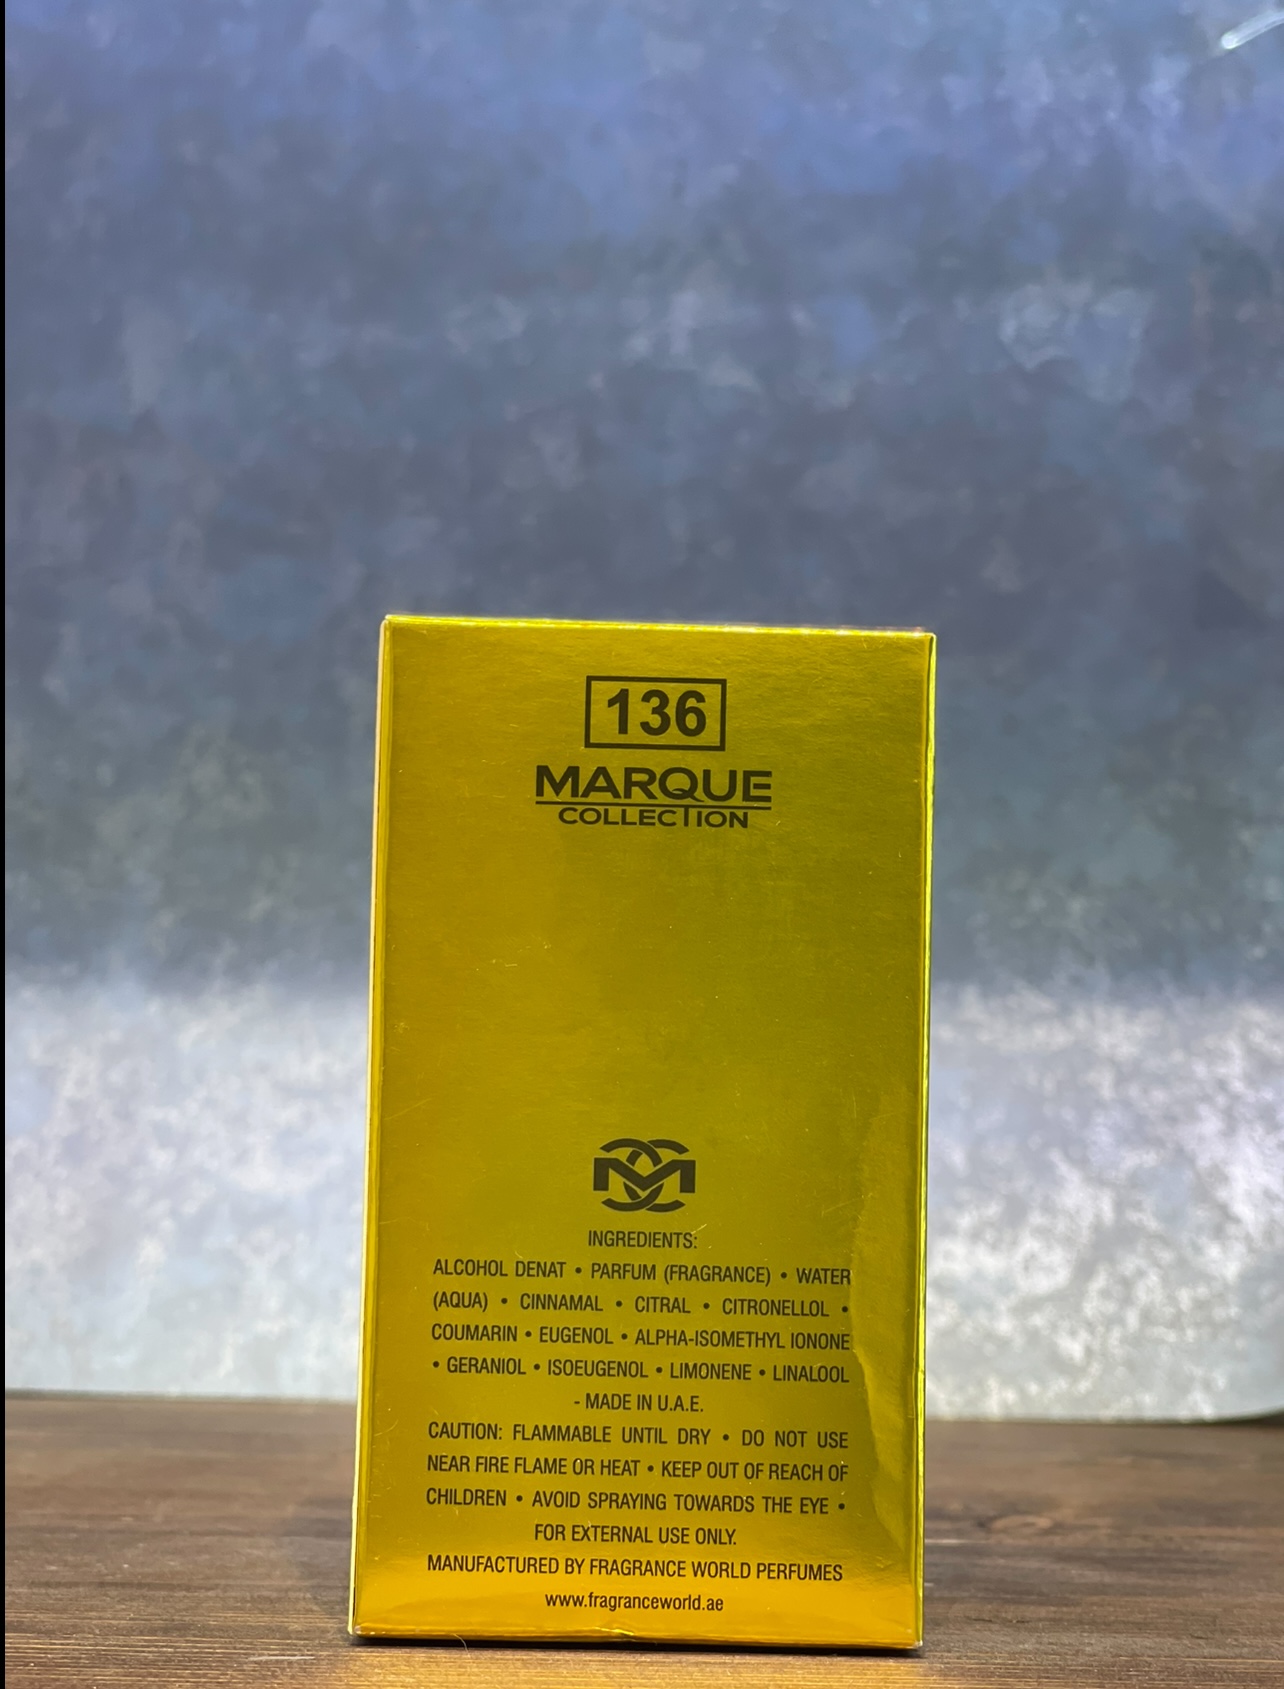 136
MARQUE
COLLECTION
INGREDIENTS:
ALCOHOL DENAT • PARFUM (FRAGRANCE) • WATER
(AQUA) • CINNAMAL • CITRAL • CITRONELLOL •
COUMARIN • EUGENOL • ALPHA-ISOMETHYL IONONE
• GERANIOL • ISOEUGENOL • LIMONENE • LINALOOL
- MADE IN U.A.E.
CAUTION: FLAMMABLE UNTIL DRY • DO NOT USE
NEAR FIRE FLAME OR HEAT • KEEP OUT OF REACH OF
CHILDREN • AVOID SPRAYING TOWARDS THE EYE •
FOR EXTERNAL USE ONLY.
MANUFACTURED BY FRAGRANCE WORLD PERFUMES
www.fragranceworld.ae